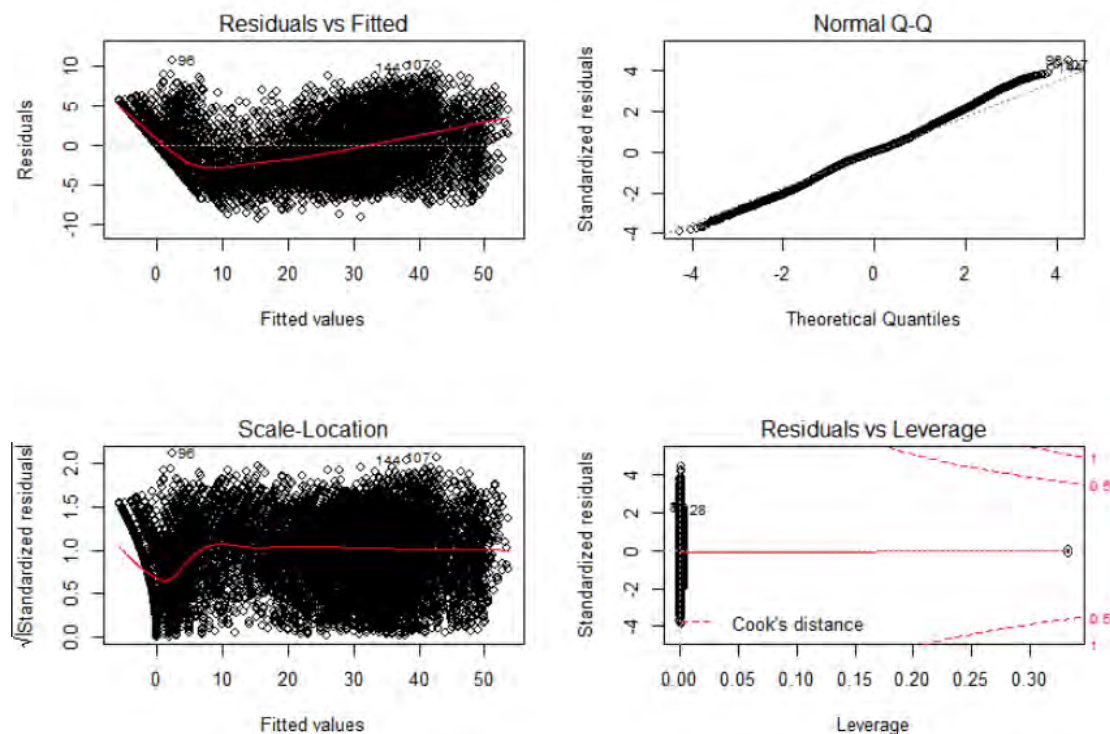 Residuals vs Fitted
Residuals
10
5
0
-5
-10
96
144
107
0 10 20 30 40 50
Fitted values
Normal Q-Q
Standardized residuals
4
2
0
-2
-4
-4 -2 0 2 4
Theoretical Quantiles
Scale-Location
√|Standardized residuals|
2.0
1.5
1.0
0.5
0.0
96
144
107
0 10 20 30 40 50
Fitted values
Residuals vs Leverage
Standardized residuals
4
2
0
-2
-4
28
1
0.5
0.5
1
Cook's distance
0.00 0.05 0.10 0.15 0.20 0.25 0.30
Leverage